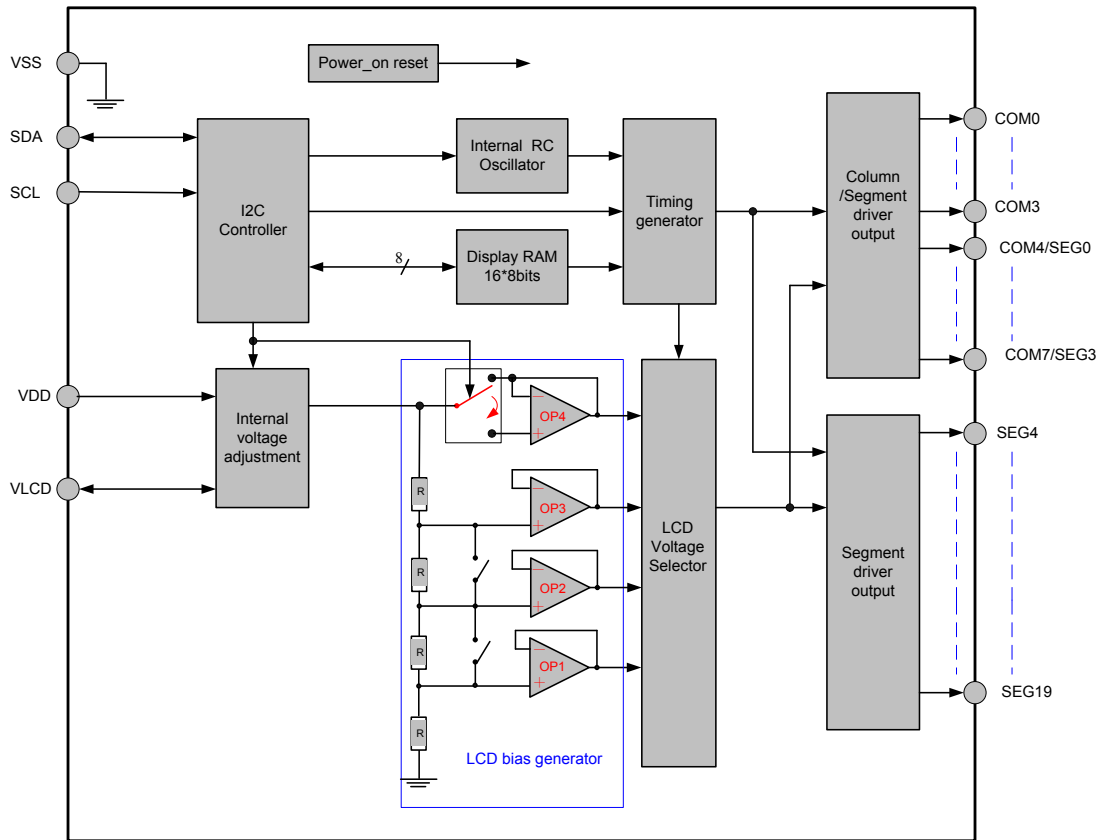 VSS
Power_on reset
SDA
SCL
I2C
Controller
Internal RC
Oscillator
8
Display RAM
16*8bits
Timing
generator
Column
/Segment
driver
output
COM0
COM3
COM4/SEG0
COM7/SEG3
VDD
VLCD
Internal
voltage
adjustment
R
R
R
R
OP4
OP3
OP2
OP1
−
+
−
+
−
+
−
+
LCD bias generator
LCD
Voltage
Selector
Segment
driver
output
SEG4
SEG19